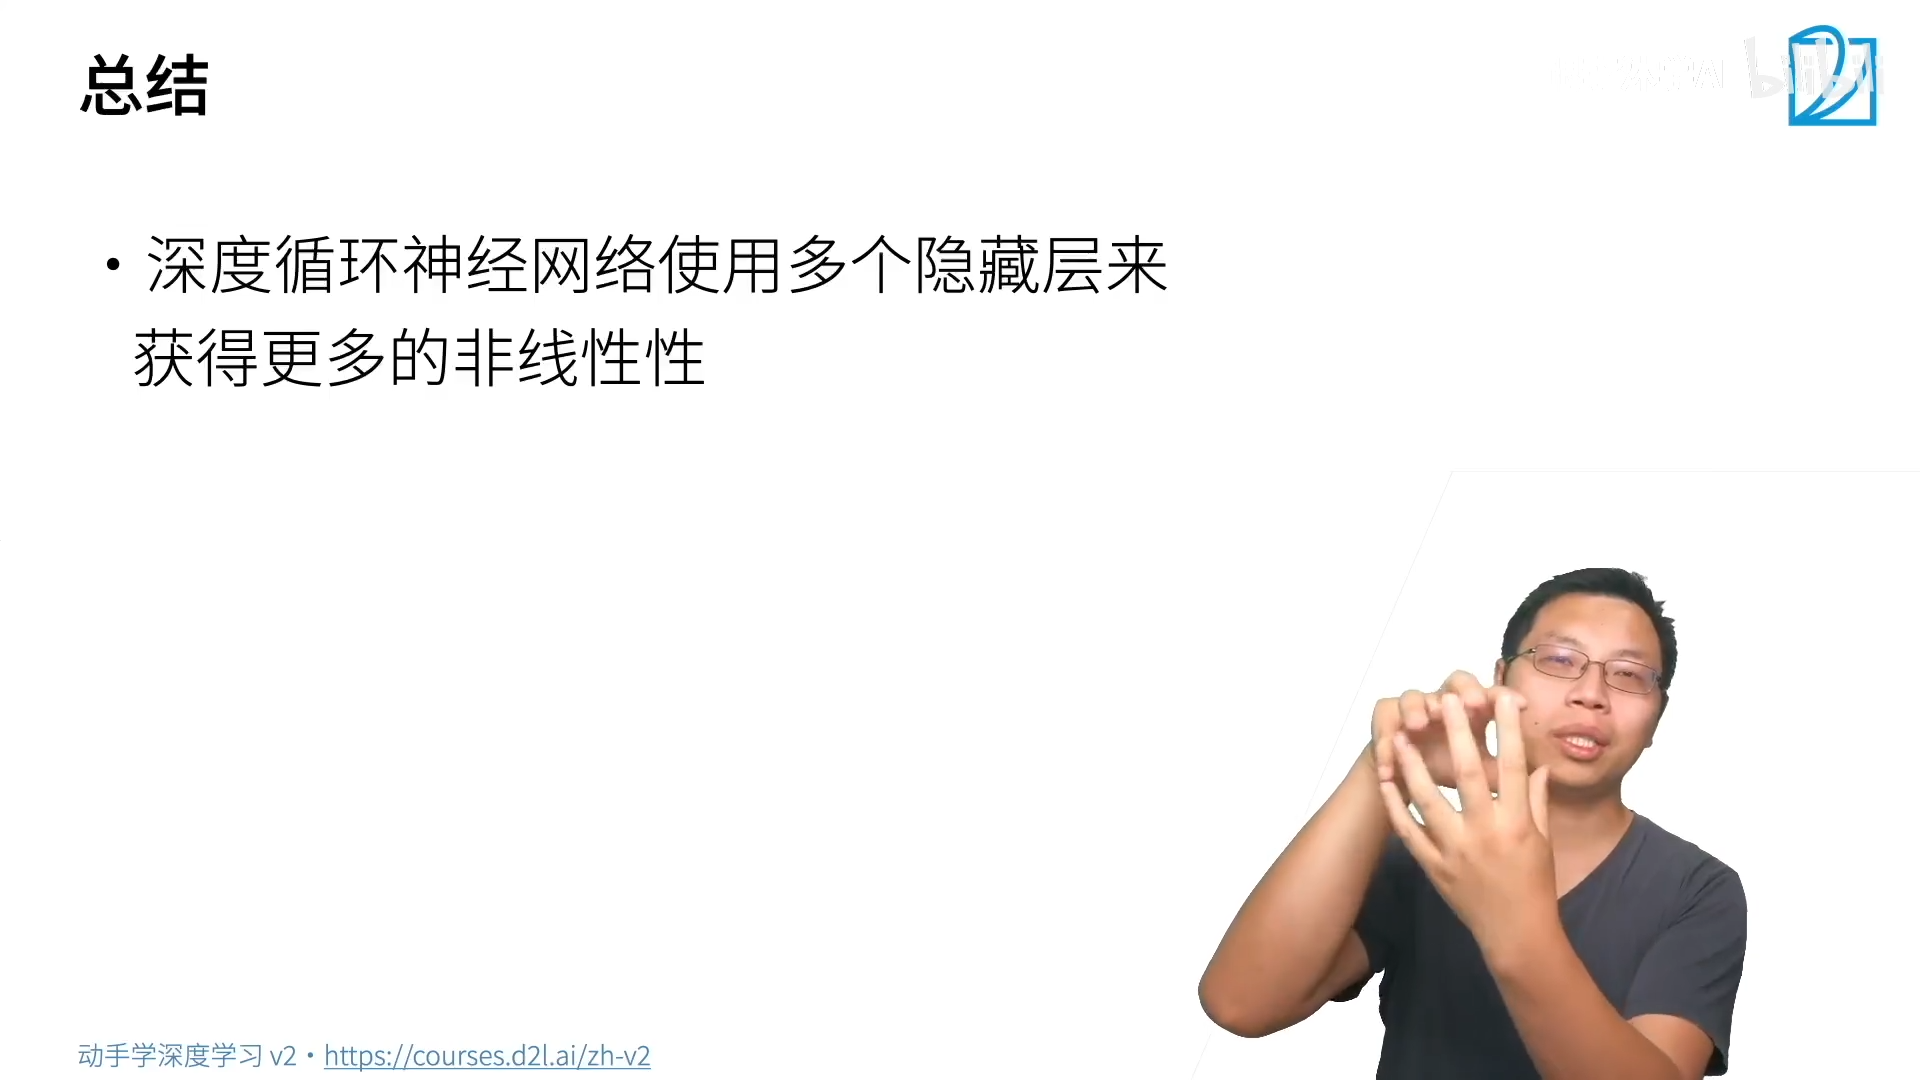 总结
• 深度循环神经网络使用多个隐藏层来
获得更多的非线性性
动手学深度学习 v2 • https://courses.d2l.ai/zh-v2
bilibili